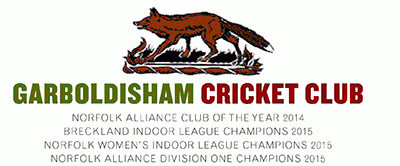 GARBOLDISHAM CRICKET CLUB
NORFOLK ALLIANCE CLUB OF THE YEAR 2014
BRECKLAND INDOOR LEAGUE CHAMPIONS 2015
NORFOLK WOMEN'S INDOOR LEAGUE CHAMPIONS 2015
NORFOLK ALLIANCE DIVISION ONE CHAMPIONS 2015